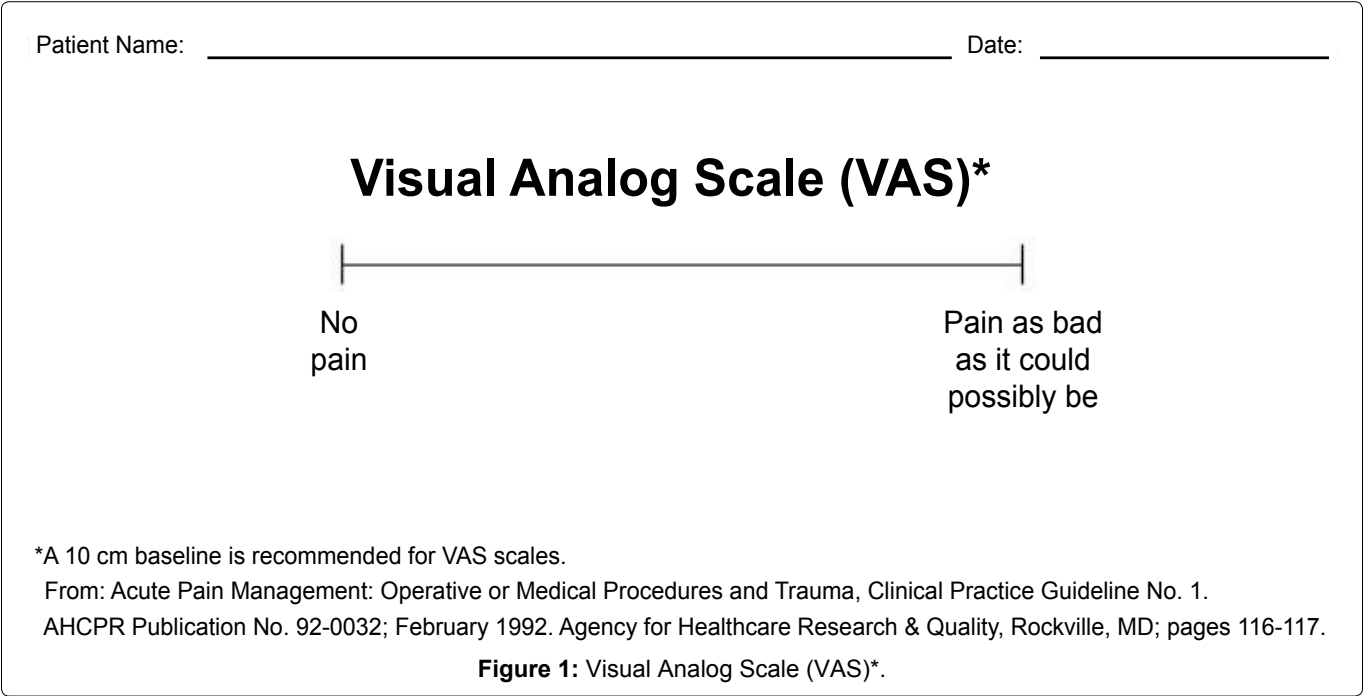 Patient Name: Date:
Visual Analog Scale (VAS)*
No
pain
Pain as bad
as it could
possibly be
*A 10 cm baseline is recommended for VAS scales.
From: Acute Pain Management: Operative or Medical Procedures and Trauma, Clinical Practice Guideline No. 1.
AHCPR Publication No. 92-0032; February 1992. Agency for Healthcare Research & Quality, Rockville, MD; pages 116-117.
Figure 1: Visual Analog Scale (VAS)*.